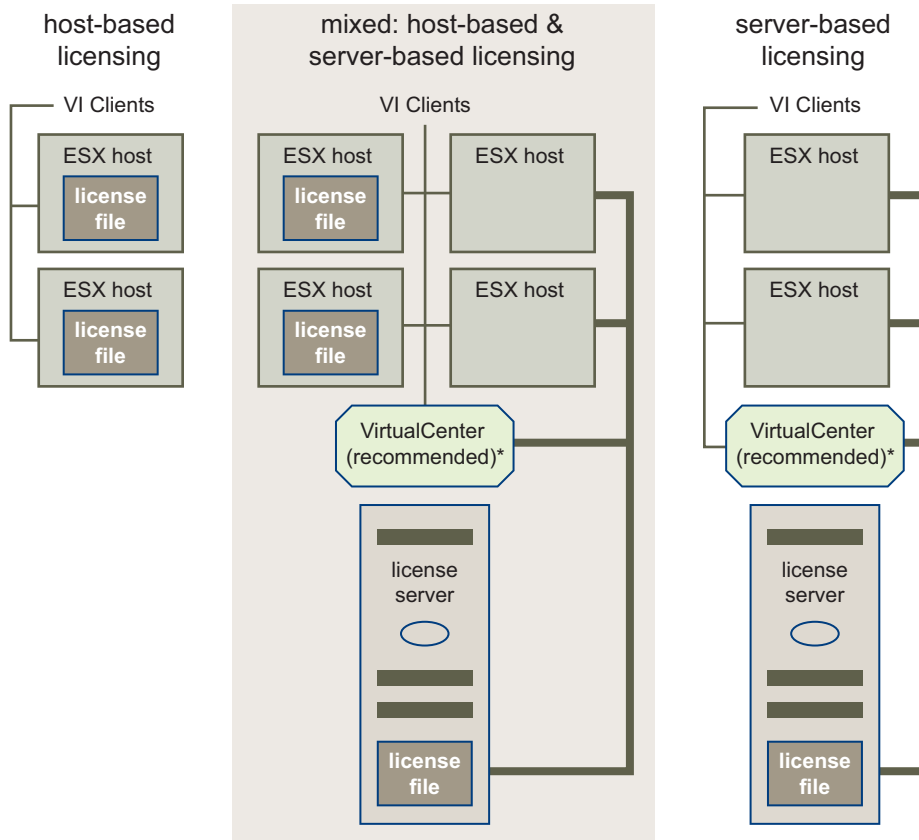 host-based
licensing
VI Clients
ESX host
license
file
ESX host
license
file
mixed: host-based &
server-based licensing
VI Clients
ESX host
license
file
ESX host
ESX host
license
file
ESX host
VirtualCenter
(recommended)*
license
server
license
file
server-based
licensing
VI Clients
ESX host
ESX host
VirtualCenter
(recommended)*
license
server
license
file